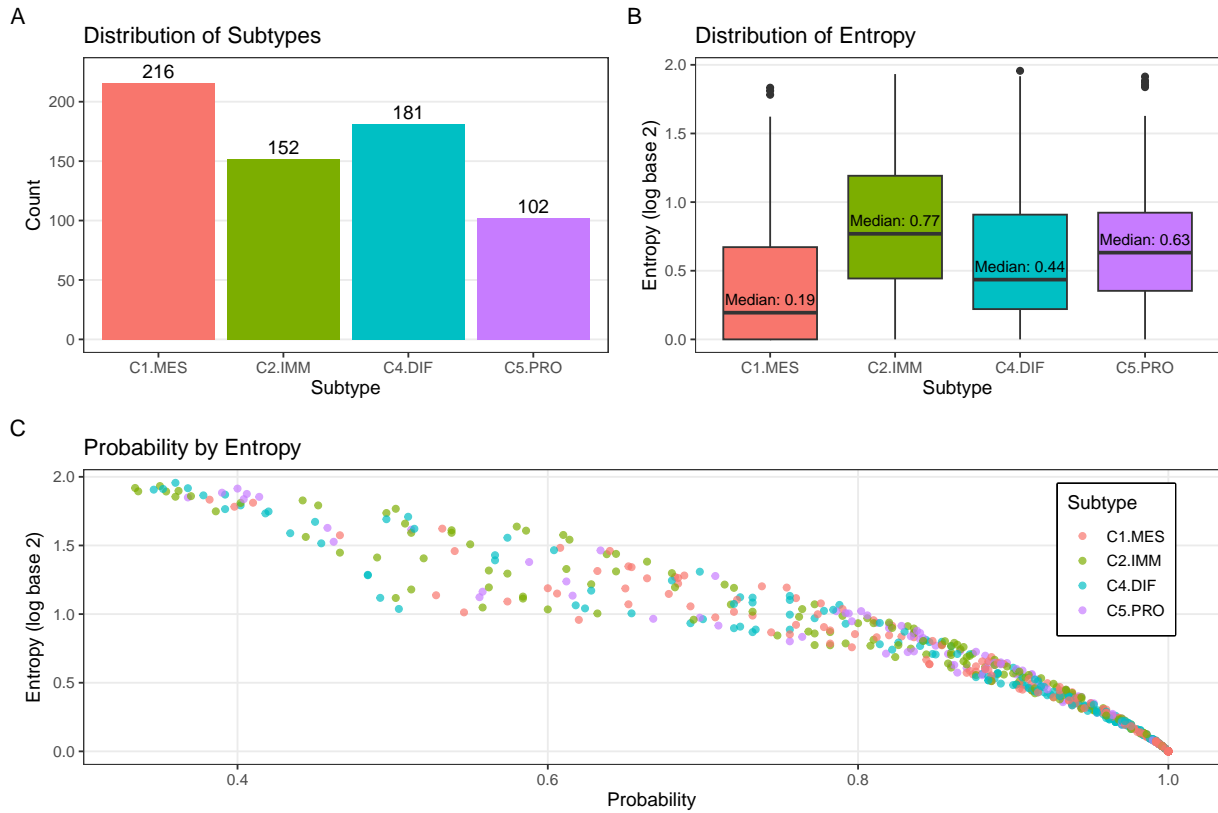 A
Distribution of Subtypes
216
152
181
102
200
150
100
50
0
Count
C1.MES
C2.IMM
C4.DIF
C5.PRO
Subtype
B
Distribution of Entropy
2.0
1.5
1.0
0.5
0.0
Entropy (log base 2)
Median: 0.19
Median: 0.77
Median: 0.44
Median: 0.63
C1.MES
C2.IMM
C4.DIF
C5.PRO
Subtype
C
Probability by Entropy
2.0
1.5
1.0
0.5
0.0
Entropy (log base 2)
Subtype
C1.MES
C2.IMM
C4.DIF
C5.PRO
0.4
0.6
0.8
1.0
Probability